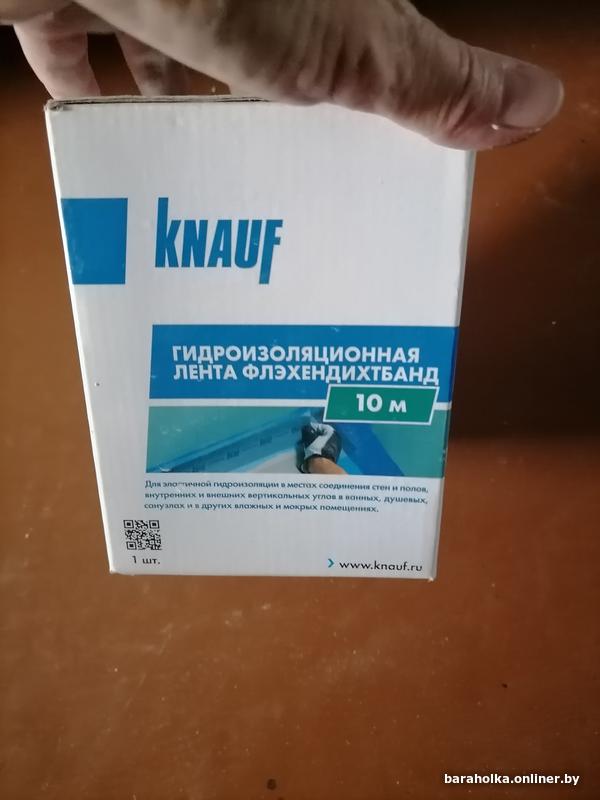 KNAUF
ГИДРОИЗОЛЯЦИОННАЯ
ЛЕНТА ФЛЭХЕНДИХТБАНД
10 м
Для эластичной гидроизоляции в местах соединения стен и полов,
внутренних и внешних вертикальных углов в ванных, душевых,
санузлах и в других влажных и мокрых помещениях.
1 шт.
www.knauf.ru
baraholka.onliner.by